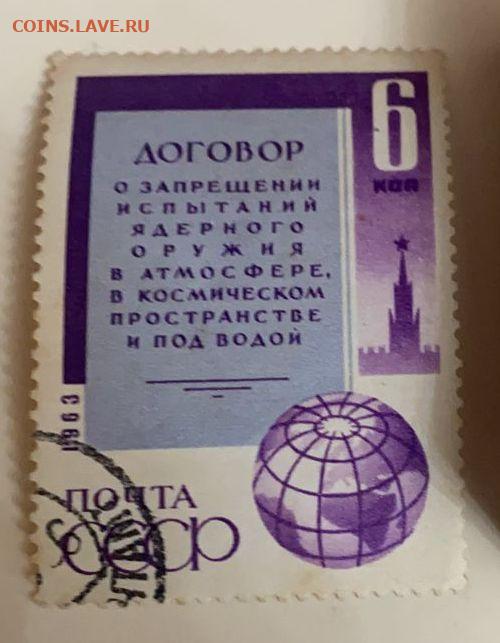 COINS.LAVE.RU
6
КОП
ДОГОВОР
О ЗАПРЕЩЕНИИ
ИСПЫТАНИЙ
ЯДЕРНОГО
ОРУЖИЯ
В АТМОСФЕРЕ,
В КОСМИЧЕСКОМ
ПРОСТРАНСТВЕ
И ПОД ВОДОЙ
1963
ПОЧТА
СССР